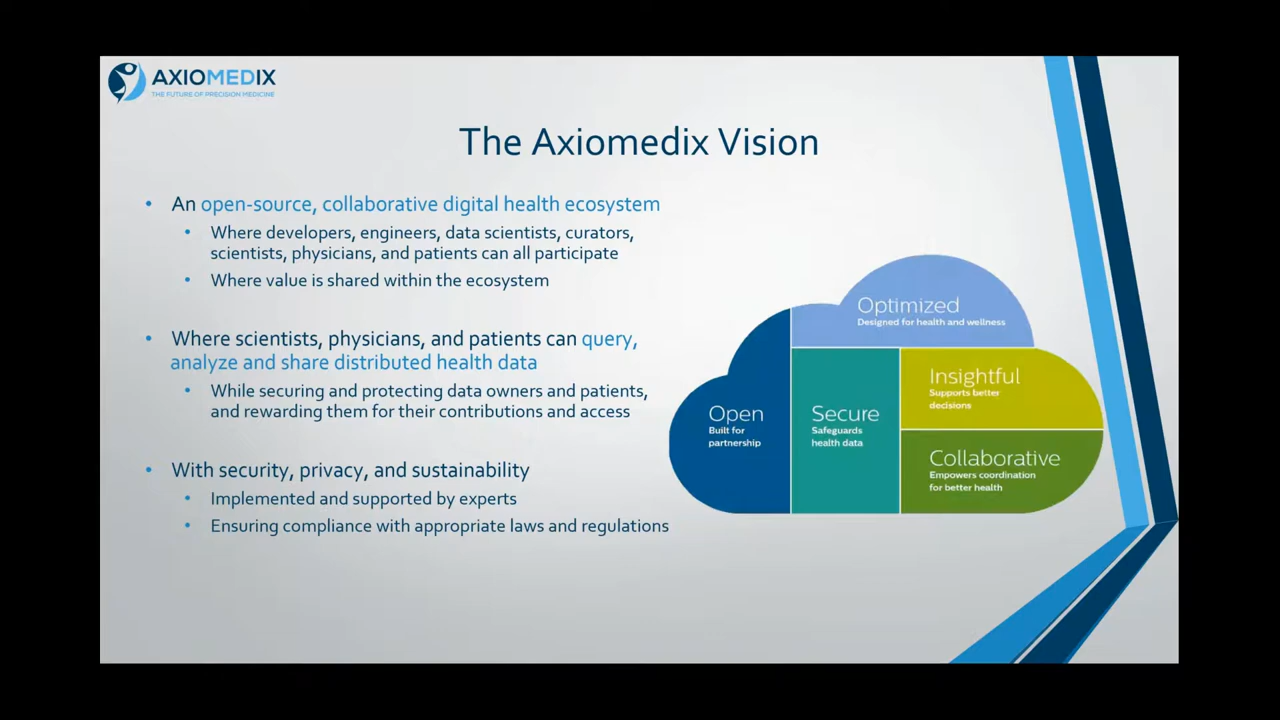 AXIOMEDIX
THE FUTURE OF PRECISION MEDICINE
The Axiomedix Vision
• An open-source, collaborative digital health ecosystem
• Where developers, engineers, data scientists, curators,
scientists, physicians, and patients can all participate
• Where value is shared within the ecosystem
• Where scientists, physicians, and patients can query,
analyze and share distributed health data
• While securing and protecting data owners and patients,
and rewarding them for their contributions and access
• With security, privacy, and sustainability
• Implemented and supported by experts
• Ensuring compliance with appropriate laws and regulations
Optimized
Designed for health and wellness
Open
Built for
partnership
Secure
Safeguards
health data
Insightful
Supports better
decisions
Collaborative
Empowers coordination
for better health